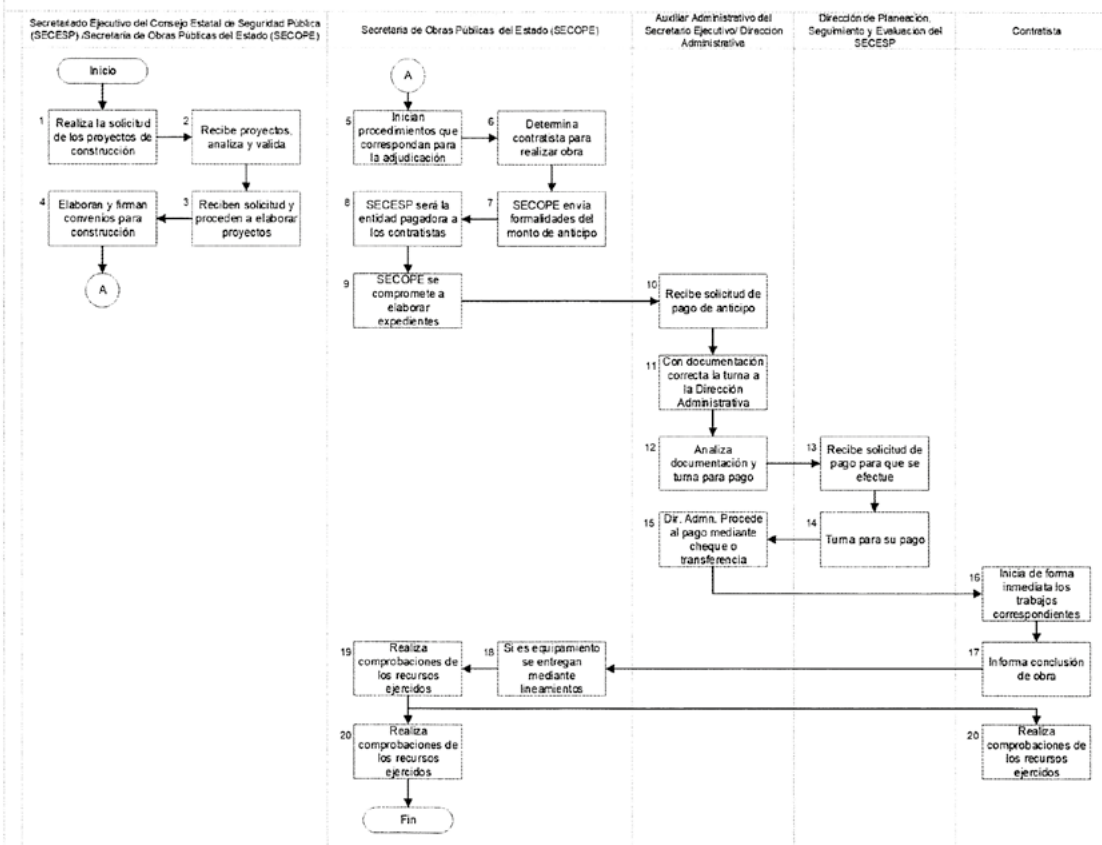 Secretariado Ejecutivo del Consejo Estatal de Seguridad Pública
(SECESP) /Secretaría de Obras Públicas del Estado (SECOPE)
Secretaria de Obras Públicas del Estado (SECOPE)
Auxiliar Administrativo del
Secretario Ejecutivo/ Direccion
Administrativa
Dirección de Planeación,
Seguimiento y Evaluacion del
SECESP
Contratista
Inicio
1
Realiza la solicitud
de los proyectos de
construcción
2
Recibe proyectos,
analiza y valida
4
Elaboran y firman
convenios para
construcción
3
Reciben solicitud y
proceden a elaborar
proyectos
A
A
5
Inician
procedimientos que
correspondan para
la adjudicación
6
Determina
contratista para
realizar obra
8
SECESP será la
entidad pagadora a
los contratistas
7
SECOPE envía
formalidades del
monto de anticipo
9
SECOPE se
compromete a
elaborar
expedientes
10
Recibe solicitud de
pago de anticipo
11
Con documentación
correcta la turna a
la Dirección
Administrativa
12
Analiza
documentación y
turna para pago
13
Recibe solicitud de
pago para que se
efectue
15
Dir. Admn. Procede
al pago mediante
cheque o
transferencia
14
Turna para su pago
16
Inicia de forma
inmediata los
trabajos
correspondientes
19
Realiza
comprobaciones de
los recursos
ejercidos
18
Si es equipamiento
se entregan
mediante
lineamientos
17
Informa conclusión
de obra
20
Realiza
comprobaciones de
los recursos
ejercidos
20
Realiza
comprobaciones de
los recursos
ejercidos
Fin